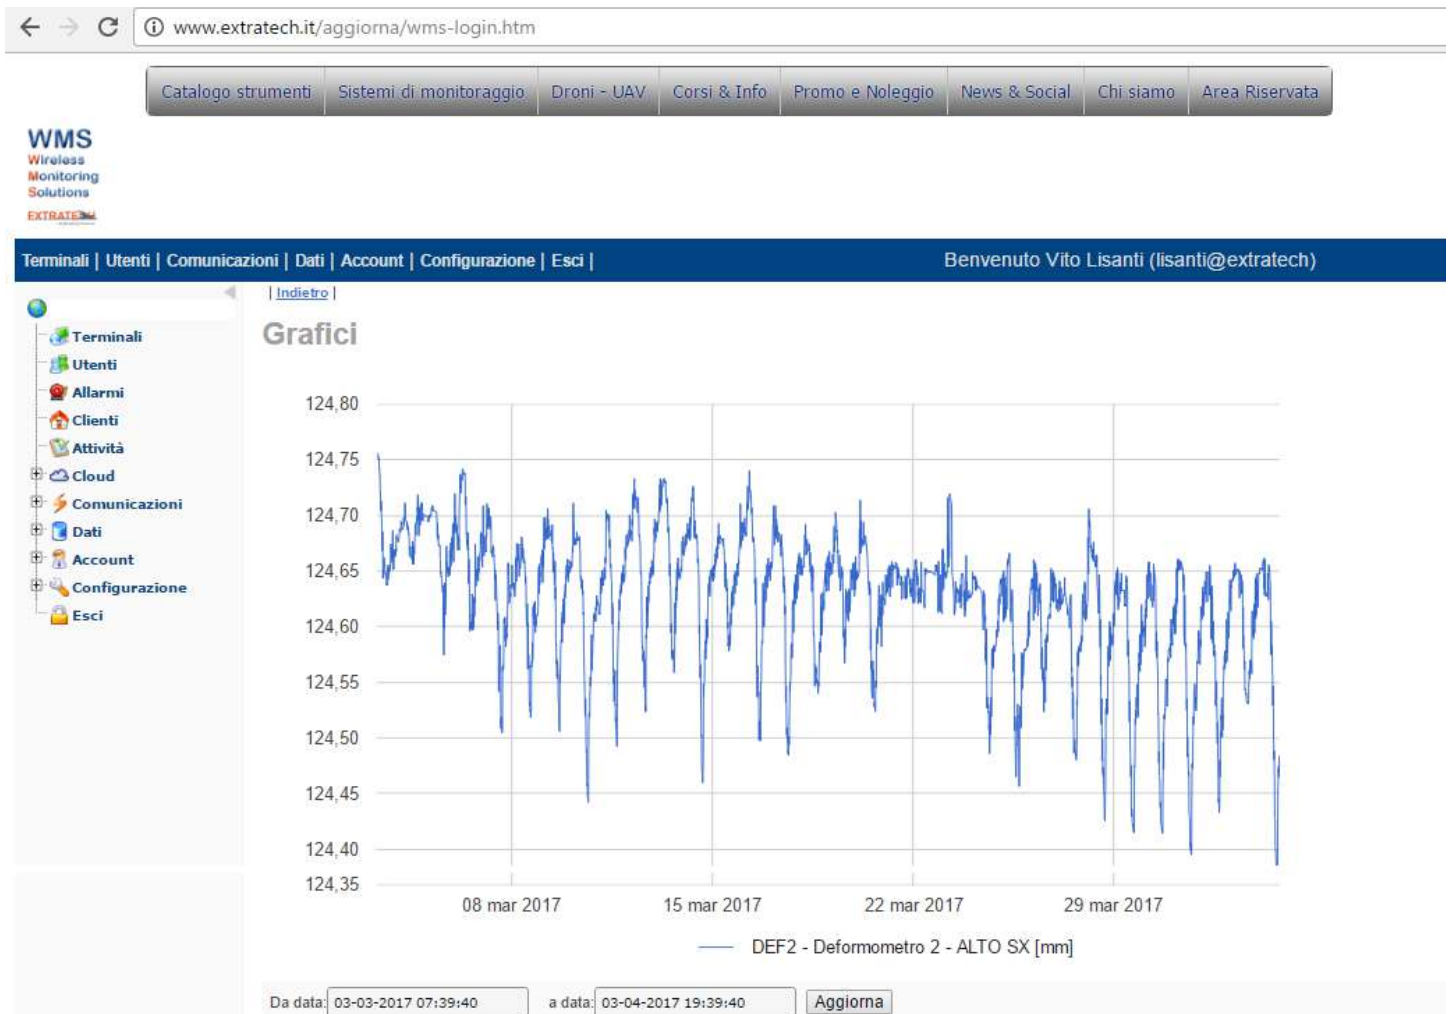 www.extratech.it/aggiorna/wms-login.htm
Catalogo strumenti Sistemi di monitoraggio Droni - UAV Corsi & Info Promo e Noleggio News & Social Chi siamo Area Riservata
WMS
Wireless
Monitoring
Solutions
EXTRATECH
Terminali | Utenti | Comunicazioni | Dati | Account | Configurazione | Esci | Benvenuto Vito Lisanti (lisanti@extratech)
| Indietro |
Terminali
Utenti
Allarmi
Clienti
Attività
Cloud
Comunicazioni
Dati
Account
Configurazione
Esci
Grafici
124,80
124,75
124,70
124,65
124,60
124,55
124,50
124,45
124,40
124,35
08 mar 2017 15 mar 2017 22 mar 2017 29 mar 2017
DEF2 - Deformometro 2 - ALTO SX [mm]
Da data: 03-03-2017 07:39:40 a data: 03-04-2017 19:39:40 Aggiorna